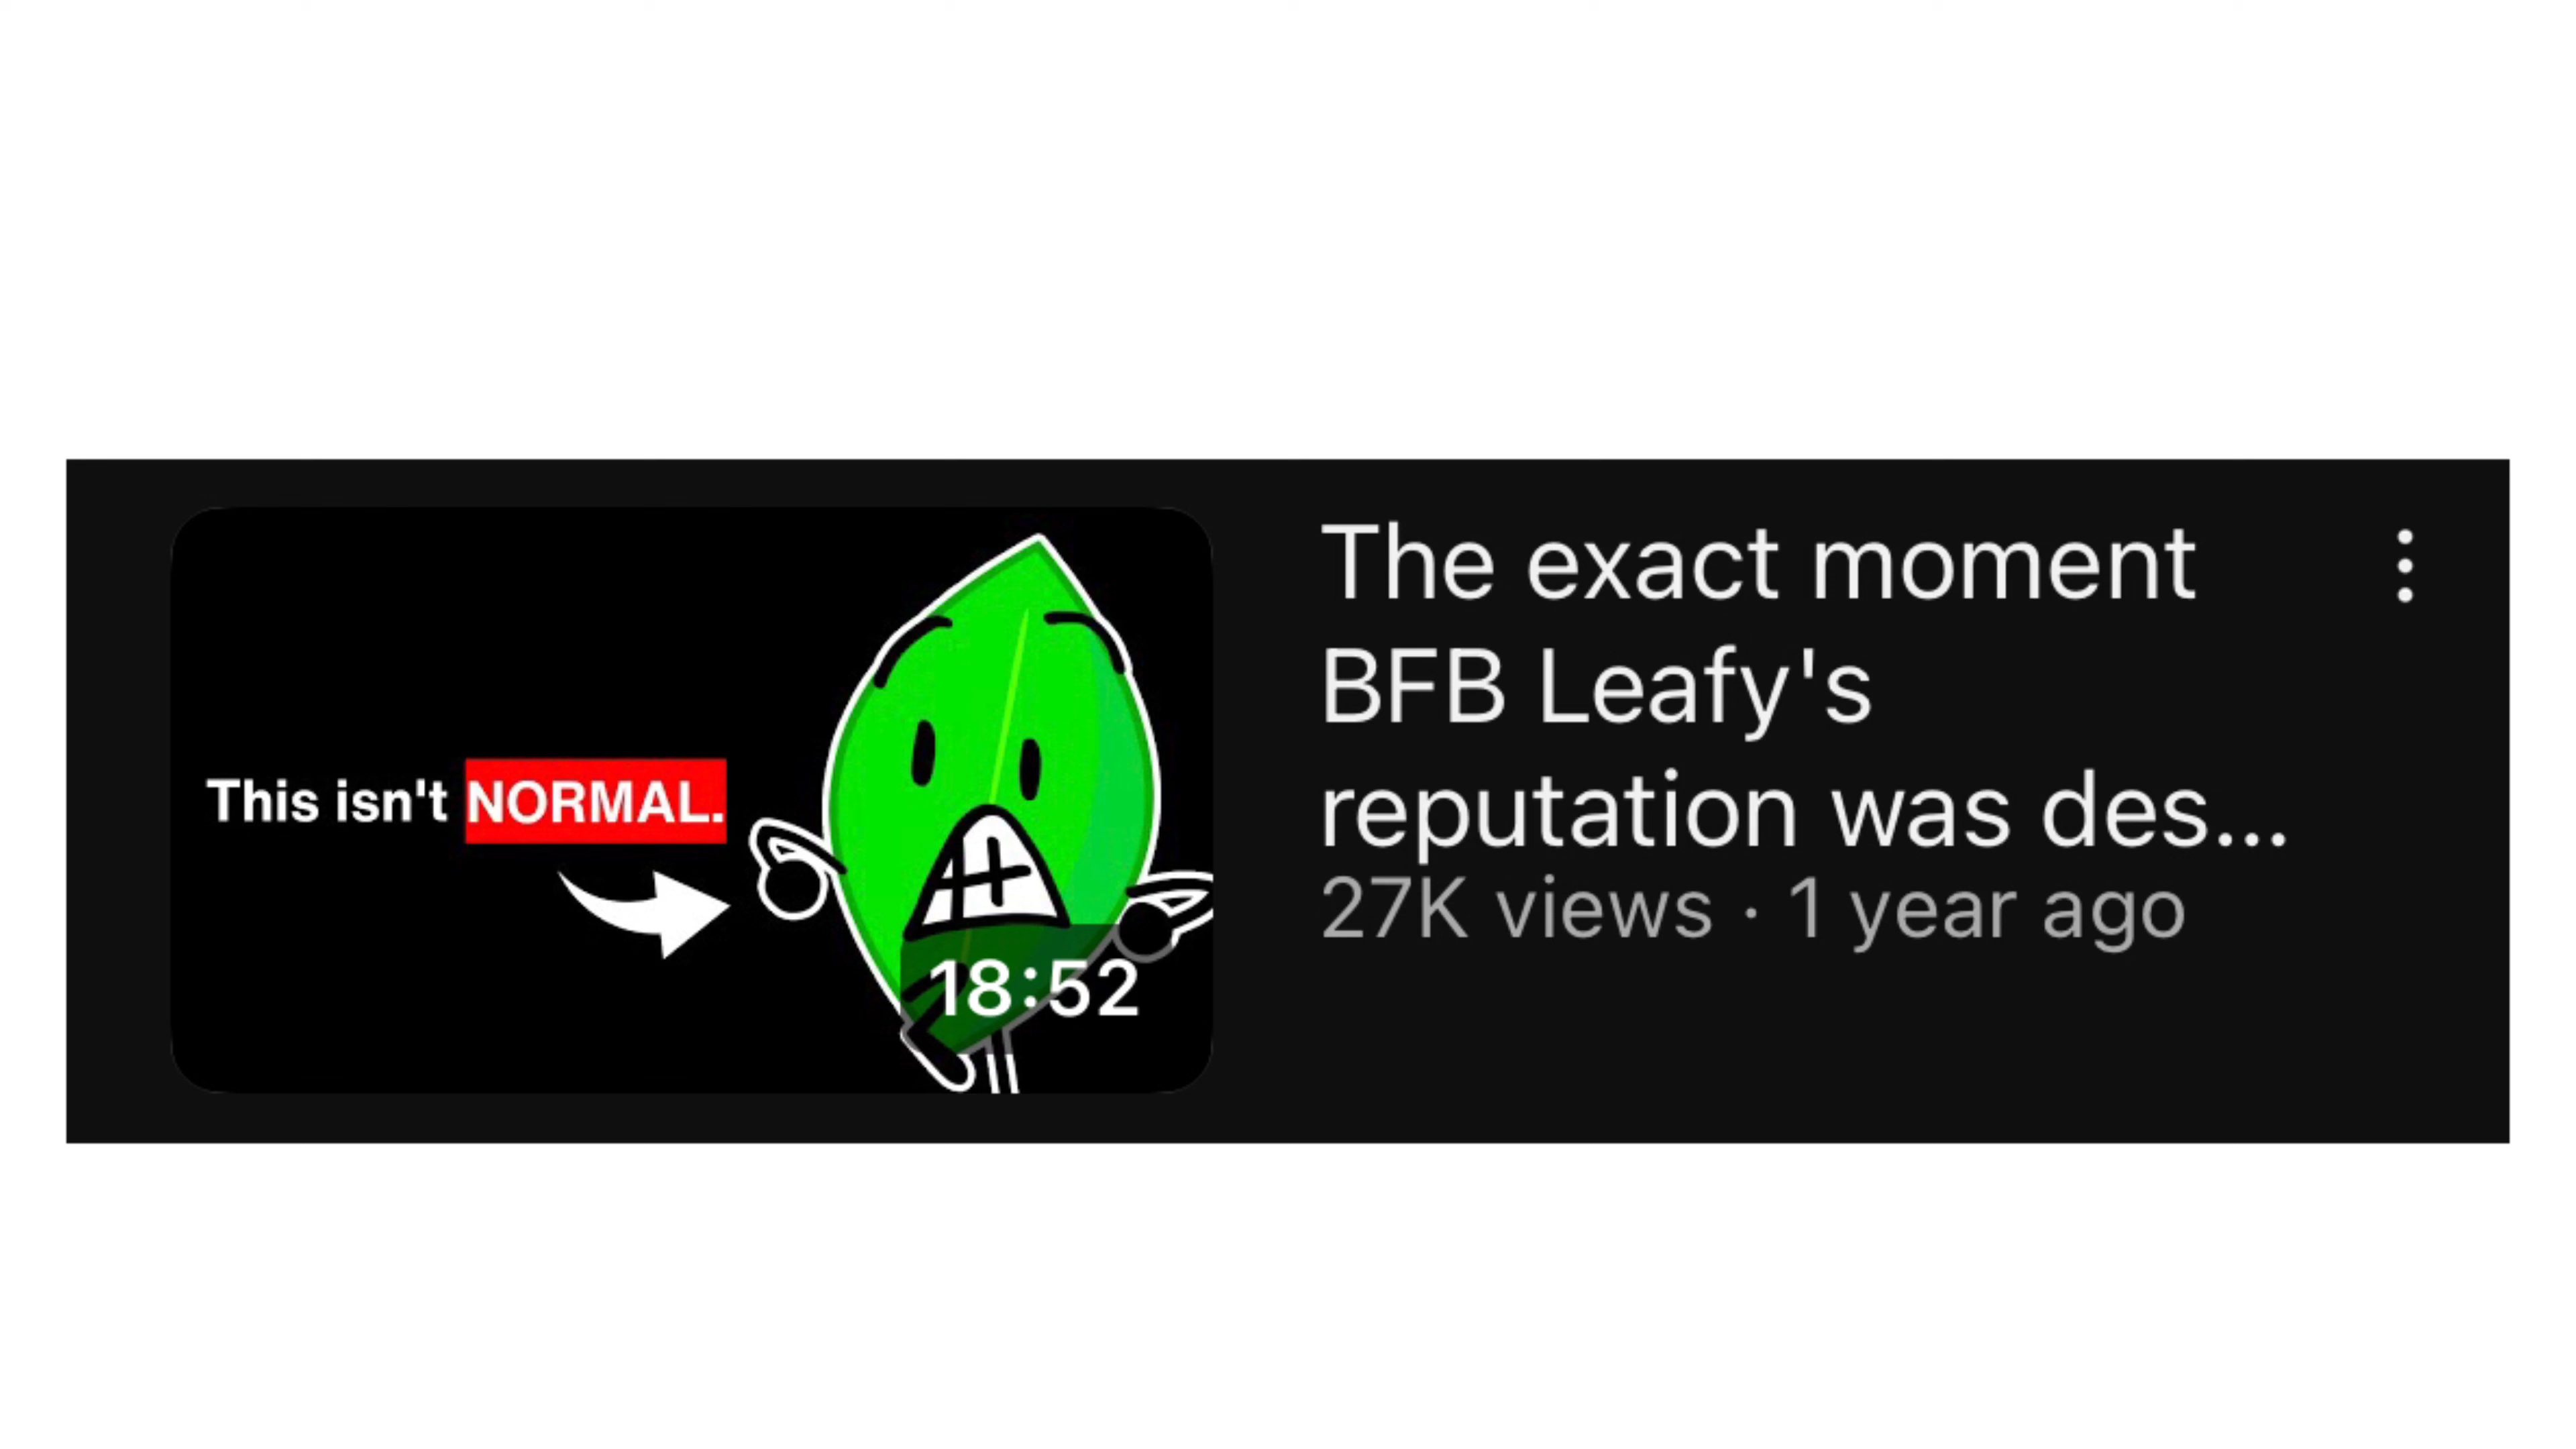 This isn't NORMAL.
18:52
The exact moment
BFB Leafy's
reputation was des...
27K views · 1 year ago